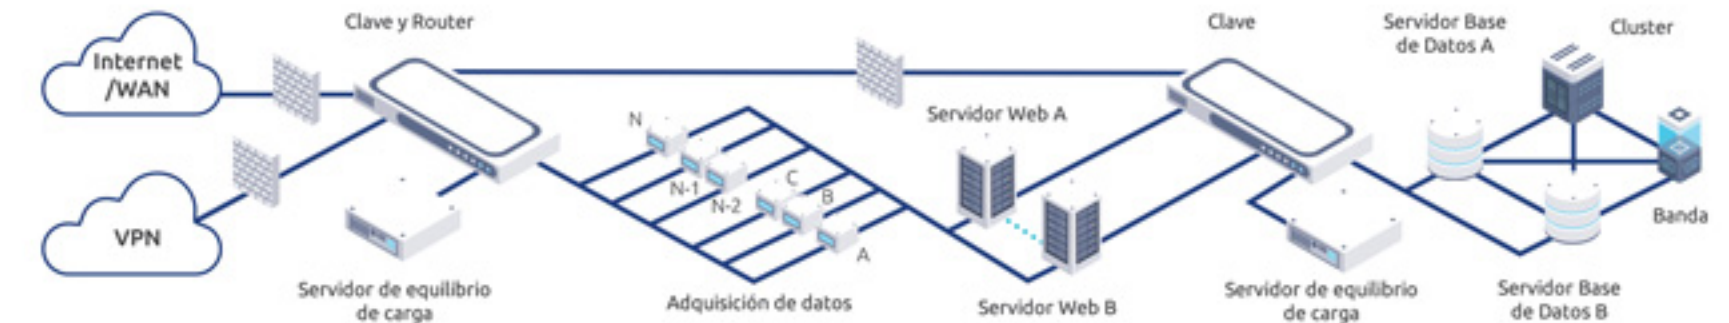 Internet
/WAN
VPN
Clave y Router
Servidor de equilibrio
de carga
N
N-1
N-2
C
B
A
Adquisición de datos
Servidor Web A
Servidor Web B
Clave
Servidor de equilibrio
de carga
Servidor Base
de Datos A
Cluster
Banda
Servidor Base
de Datos B